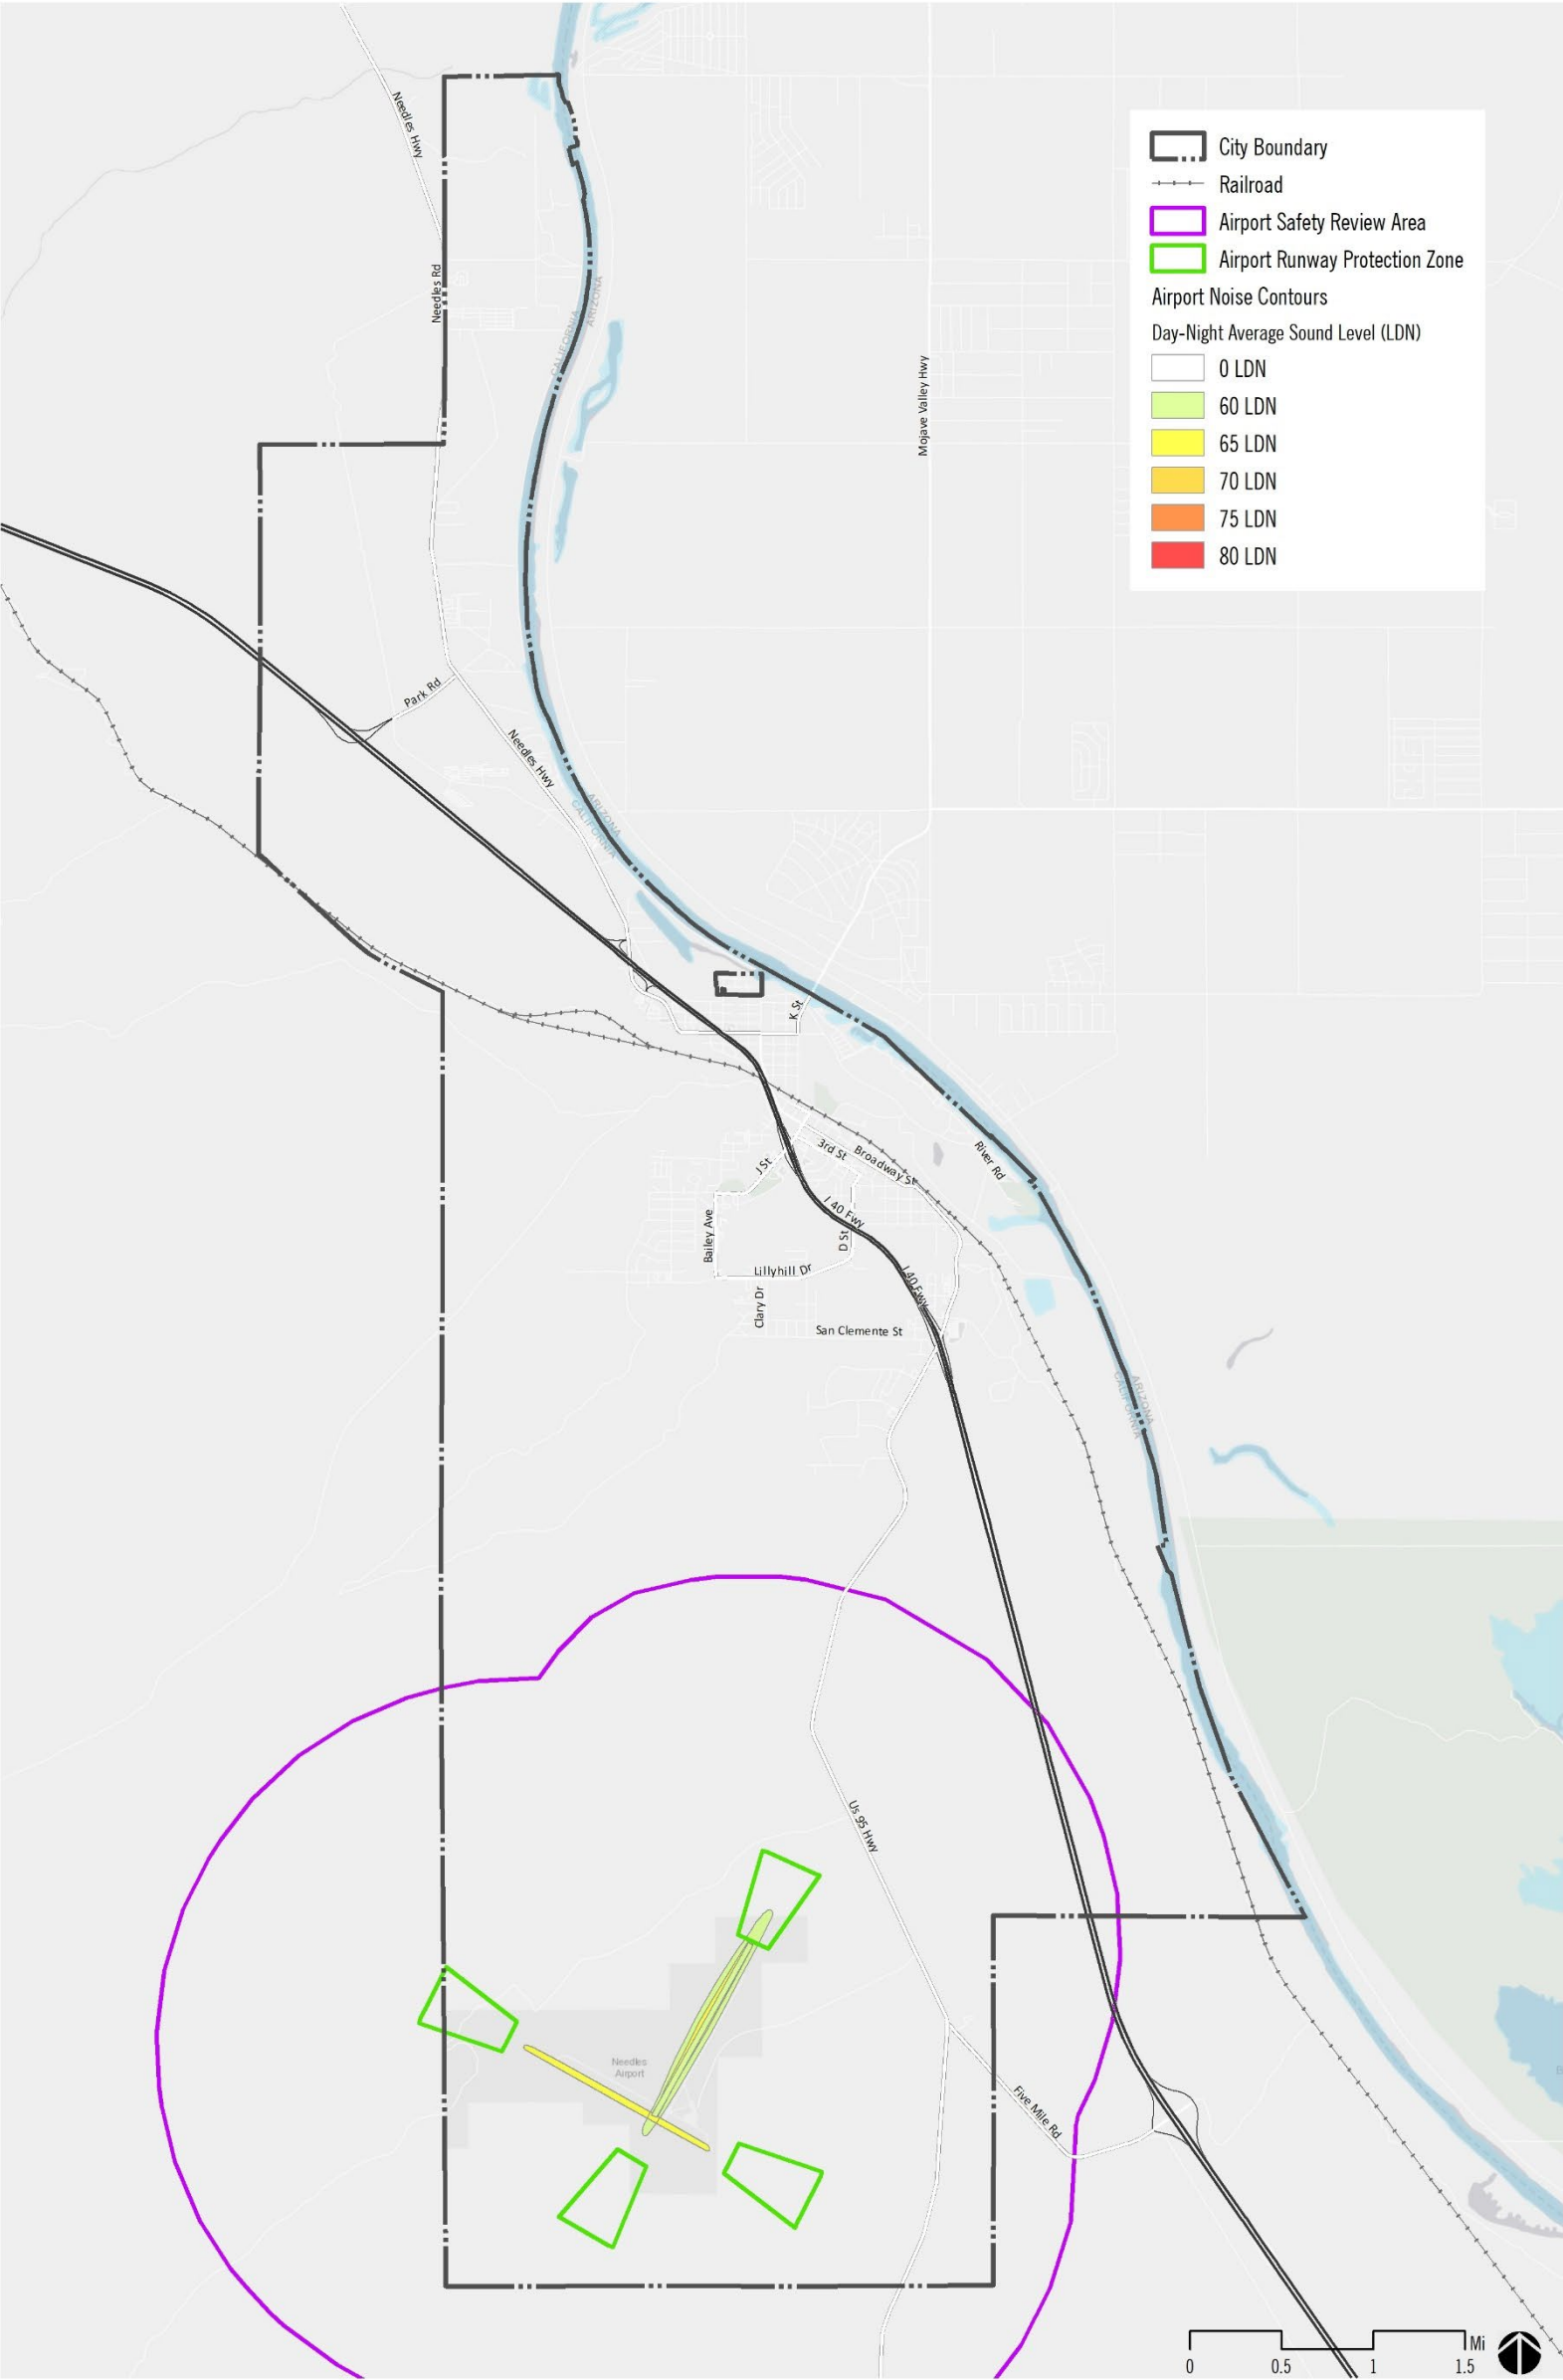 Needles Hwy
City Boundary
Railroad
Airport Safety Review Area
Airport Runway Protection Zone
Airport Noise Contours
Day-Night Average Sound Level (LDN)
0 LDN
60 LDN
65 LDN
70 LDN
75 LDN
80 LDN
Needles Rd
CALIFORNIA
ARIZONA
Mojave Valley Hwy
Park Rd
Needles Hwy
ARIZONA
CALIFORNIA
K St
3rd St
Broadway St
River Rd
J St
I 40 Fwy
Bailey Ave
D St
Lillyhill Dr
I 40 Fwy
Clary Dr
San Clemente St
ARIZONA
CALIFORNIA
Us 95 Hwy
Needles
Airport
Five Mile Rd
Mi
0 0.5 1 1.5